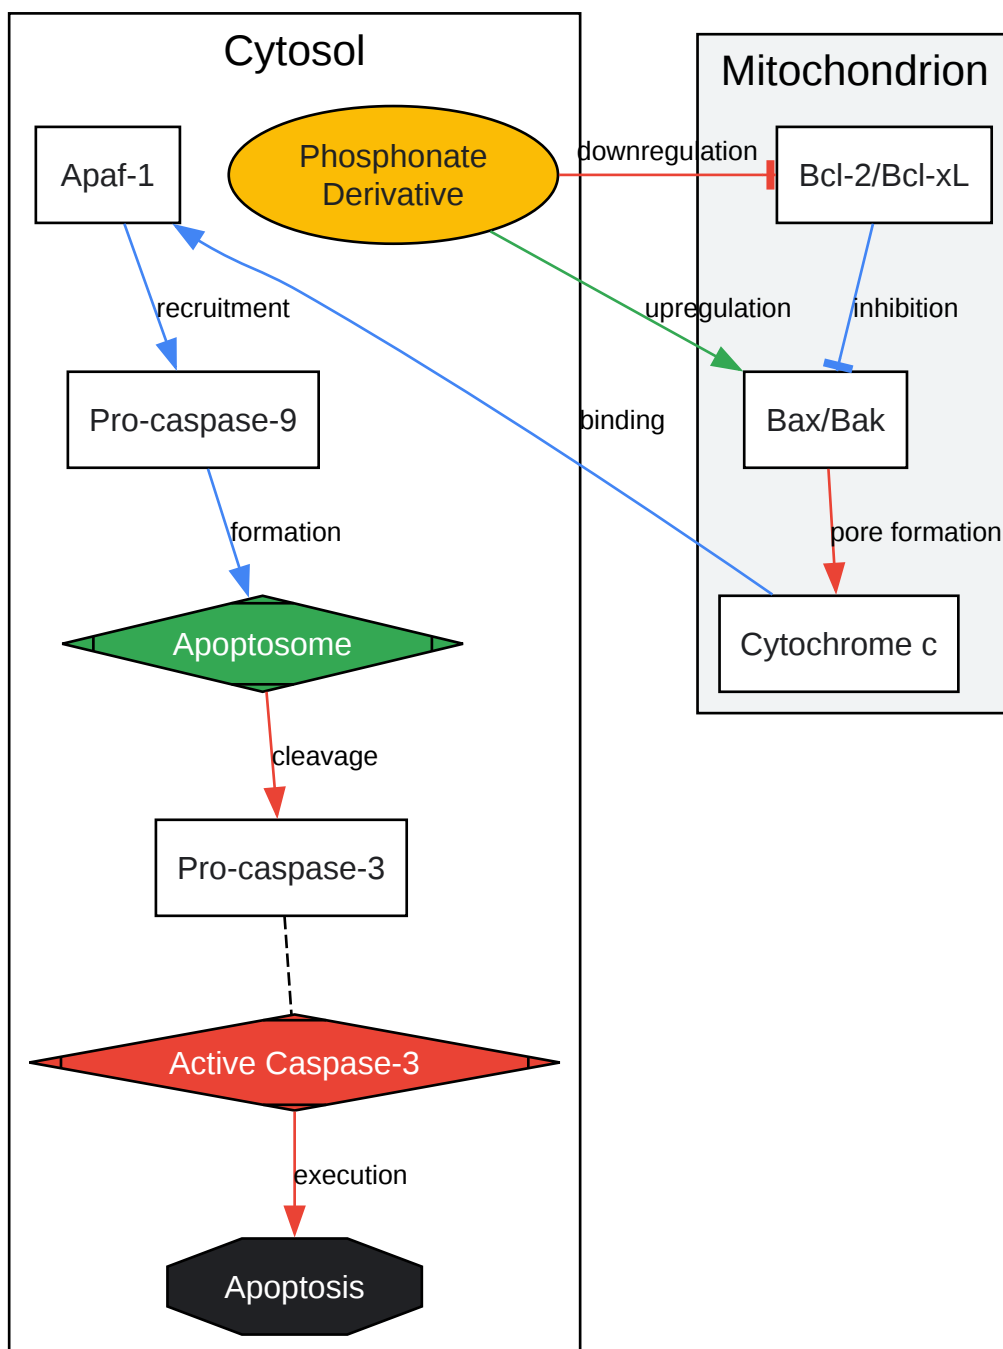 Cytosol
Mitochondrion
Apaf-1
Phosphonate
Derivative
downregulation
Bcl-2/Bcl-xL
recruitment
upregulation
inhibition
Pro-caspase-9
binding
Bax/Bak
formation
pore formation
Apoptosome
Cytochrome c
cleavage
Pro-caspase-3
Active Caspase-3
execution
Apoptosis